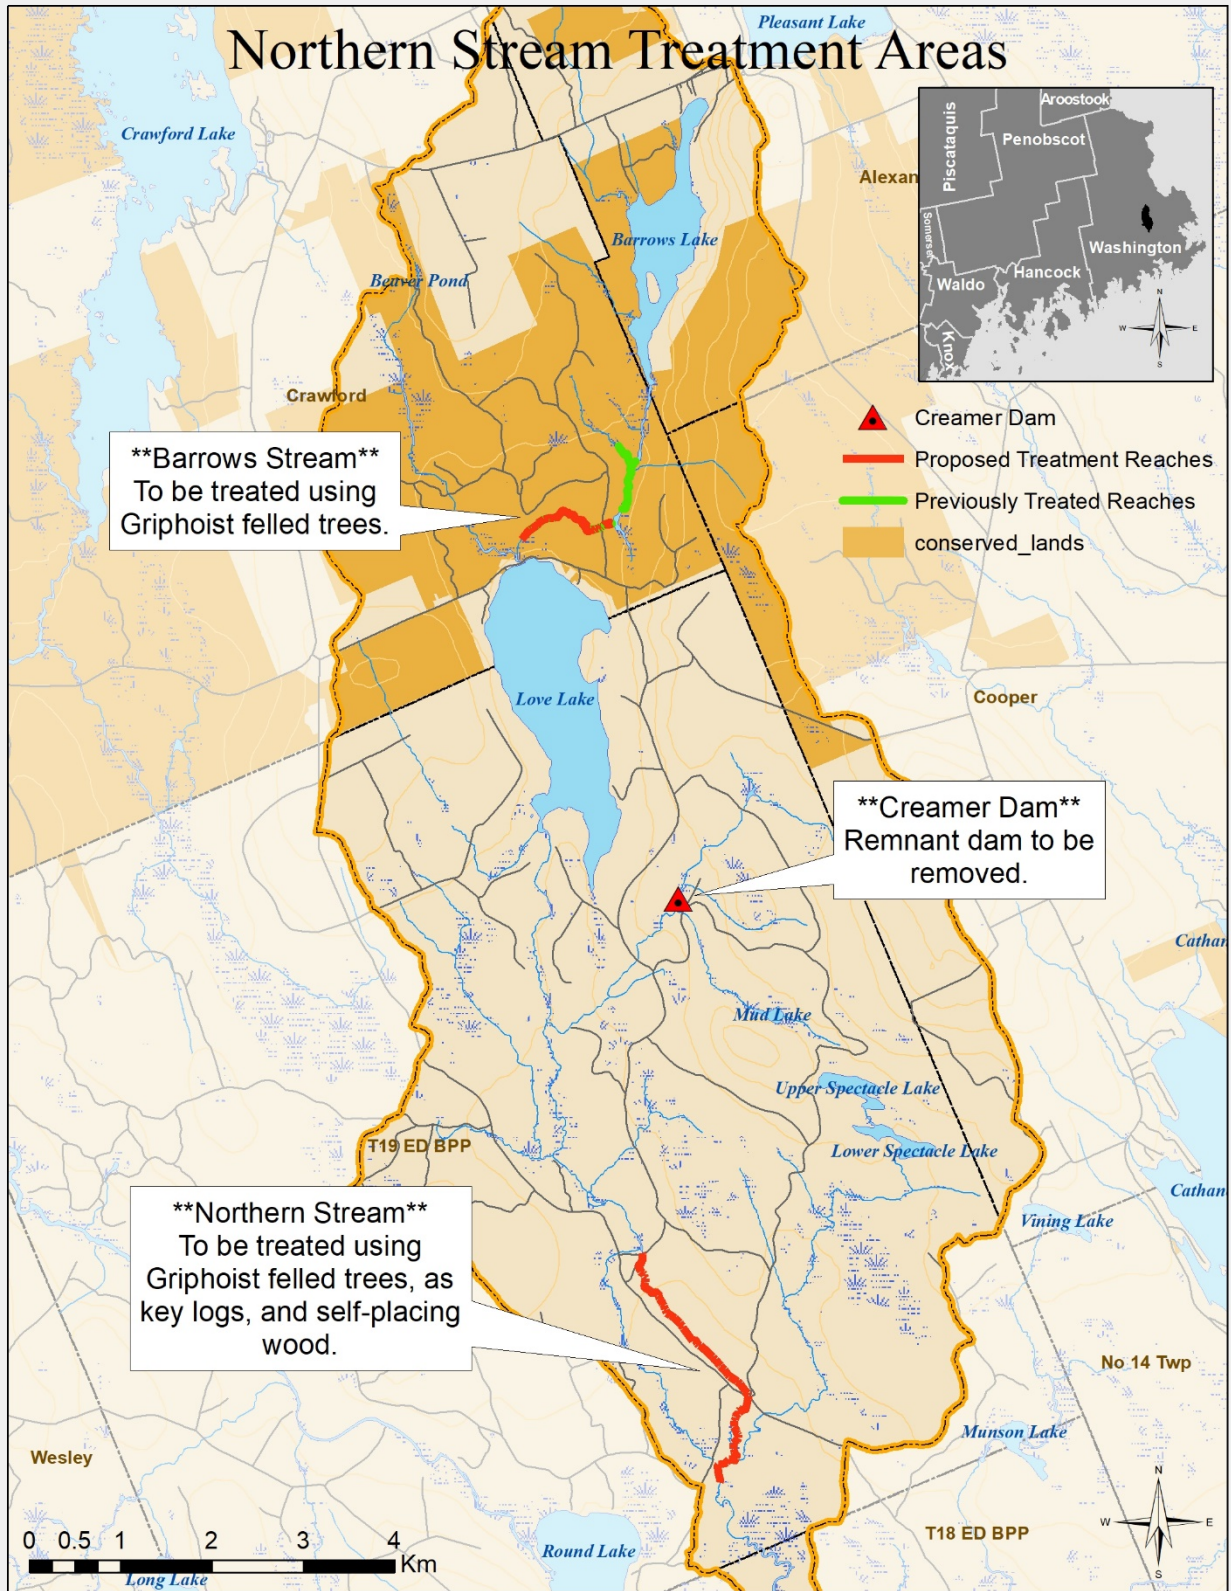 Pleasant Lake
Northern Stream Treatment Areas
Crawford Lake
Barrows Lake
Beaver Pond
Crawford
Alexan
Aroostook
Piscataquis
Penobscot
Somerset
Washington
Hancock
Waldo
Knox
N
W
E
S
Creamer Dam
Proposed Treatment Reaches
Previously Treated Reaches
conserved_lands
**Barrows Stream**
To be treated using
Griphoist felled trees.
Love Lake
Cooper
**Creamer Dam**
Remnant dam to be
removed.
Cathan
Mud Lake
Upper Spectacle Lake
Lower Spectacle Lake
T19 ED BPP
Cathan
Vining Lake
**Northern Stream**
To be treated using
Griphoist felled trees, as
key logs, and self-placing
wood.
No 14 Twp
Munson Lake
Wesley
T18 ED BPP
Round Lake
Long Lake
0 0.5 1 2 3 4
Km
N
W
E
S